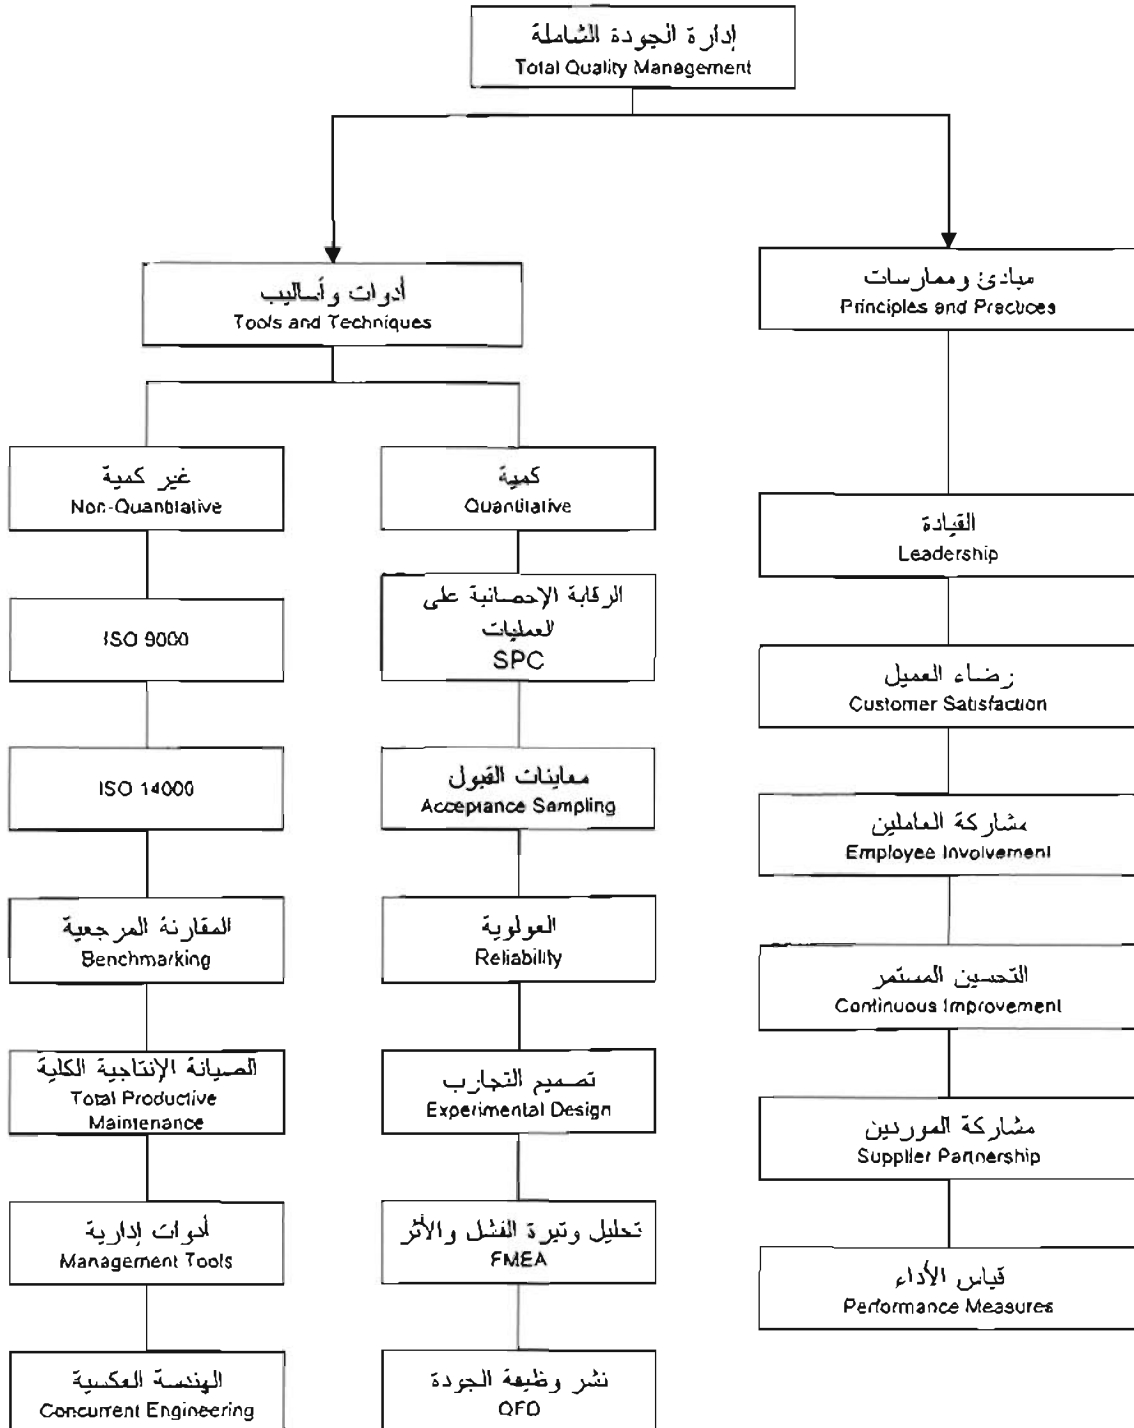 إدارة الجودة الشاملة
Total Quality Management
أدوات وأساليب
Tools and Techniques
مبادئ وممارسات
Principles and Practices
غير كمية
Non-Quantitative
كمية
Quantitative
القيادة
Leadership
ISO 9000
الرقابة الإحصائية على
العمليات
SPC
رضاء العميل
Customer Satisfaction
ISO 14000
معاينات القبول
Acceptance Sampling
مشاركة العاملين
Employee Involvement
المقارنة المرجعية
Benchmarking
العولوية
Reliability
التحسين المستمر
Continuous Improvement
الصيانة الإنتاجية الكلية
Total Productive
Maintenance
تصميم التجارب
Experimental Design
مشاركة الموردين
Supplier Partnership
أدوات إدارية
Management Tools
تحليل وتيرة الفشل والأثر
FMEA
قياس الأداء
Performance Measures
الهندسة العكسية
Concurrent Engineering
نشر وظيفة الجودة
QFD